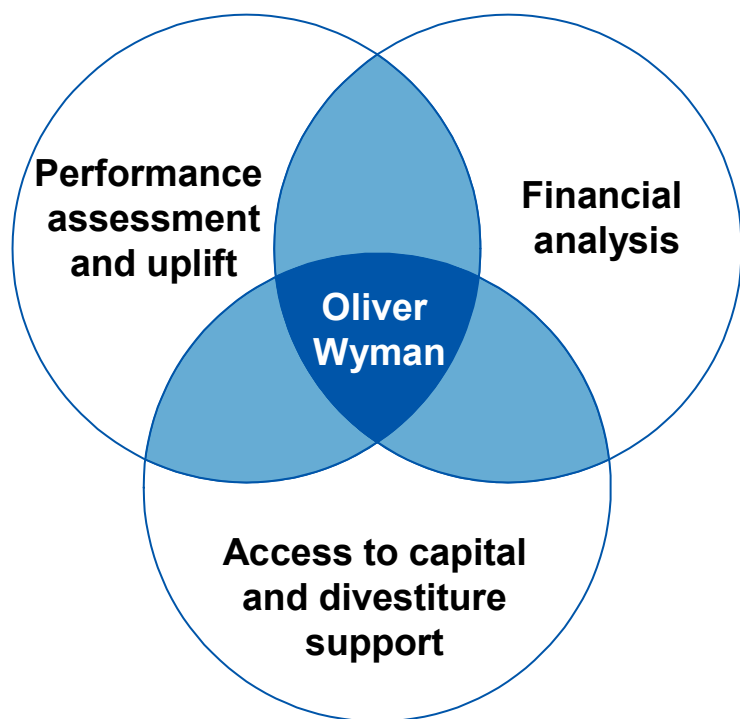 Performance
assessment
and uplift
Financial
analysis
Oliver
Wyman
Access to capital
and divestiture
support